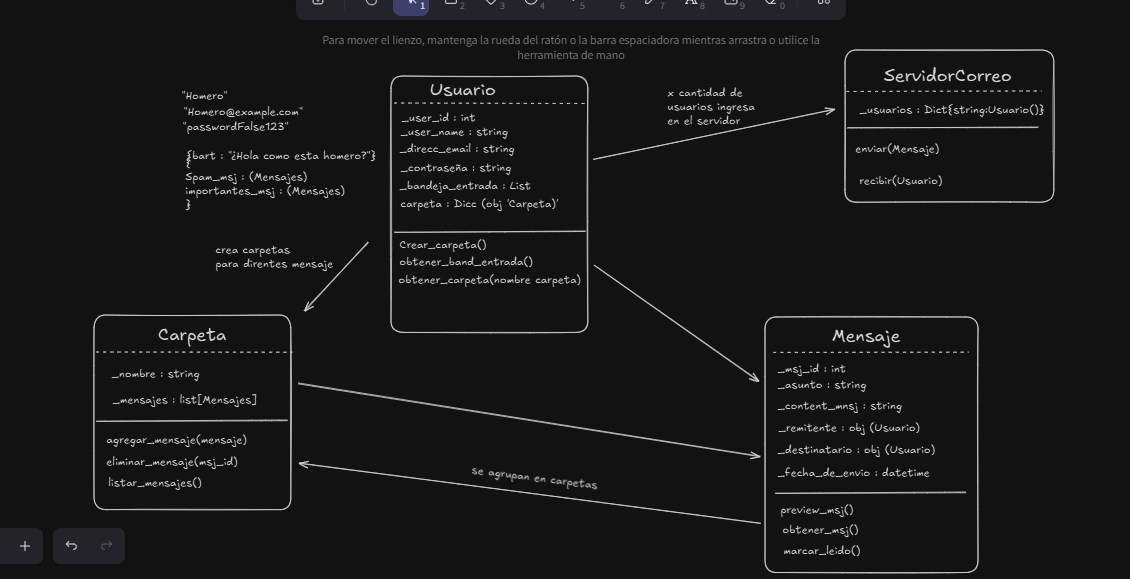 1
2
3
4
5
6
7
8
9
0
Para mover el lienzo, mantenga la rueda del ratón o la barra espaciadora mientras arrastra o utilice la
herramienta de mano
"Homero"
"Homero@example.com"
"passwordFalse123"
{bart : "¿Hola como esta homero?"}
{
Spam_msj : (Mensajes)
importantes_msj : (Mensajes)
}
Usuario
_user_id : int
_user_name : string
_direcc_email : string
_contraseña : string
_bandeja_entrada : List
carpeta : Dicc (obj 'Carpeta)'
Crear_carpeta()
obtener_band_entrada()
obtener_carpeta(nombre carpeta)
x cantidad de
usuarios ingresa
en el servidor
ServidorCorreo
_usuarios : Dict{string:Usuario()}
enviar(Mensaje)
recibir(Usuario)
crea carpetas
para direntes mensaje
Carpeta
_nombre : string
_mensajes : list[Mensajes]
agregar_mensaje(mensaje)
eliminar_mensaje(msj_id)
listar_mensajes()
se agrupan en carpetas
Mensaje
_msj_id : int
_asunto : string
_content_mnsj : string
_remitente : obj (Usuario)
_destinatario : obj (Usuario)
_fecha_de_envio : datetime
preview_msj()
obtener_msj()
marcar_leido()